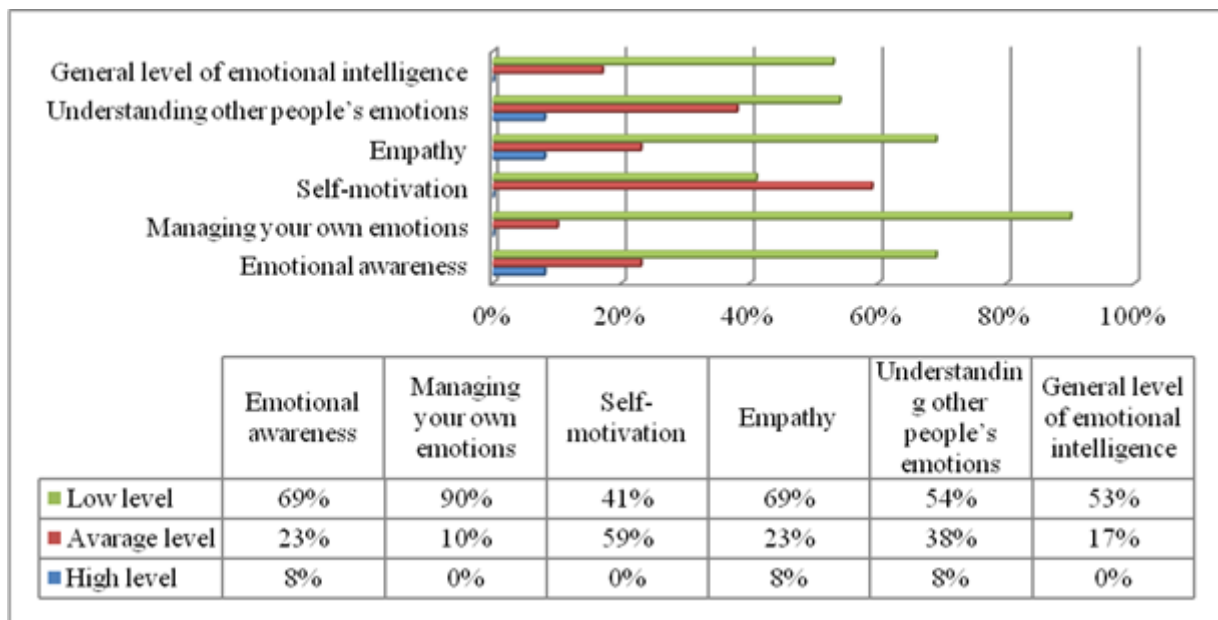 General level of emotional intelligence
Understanding other people's emotions
Empathy
Self-motivation
Managing your own emotions
Emotional awareness
0% 20% 40% 60% 80% 100%
Emotional awareness
Managing your own emotions
Self-motivation
Empathy
Understandin g other people's emotions
General level of emotional intelligence
Low level 69% 90% 41% 69% 54% 53%
Avarage level 23% 10% 59% 23% 38% 17%
High level 8% 0% 0% 8% 8% 0%